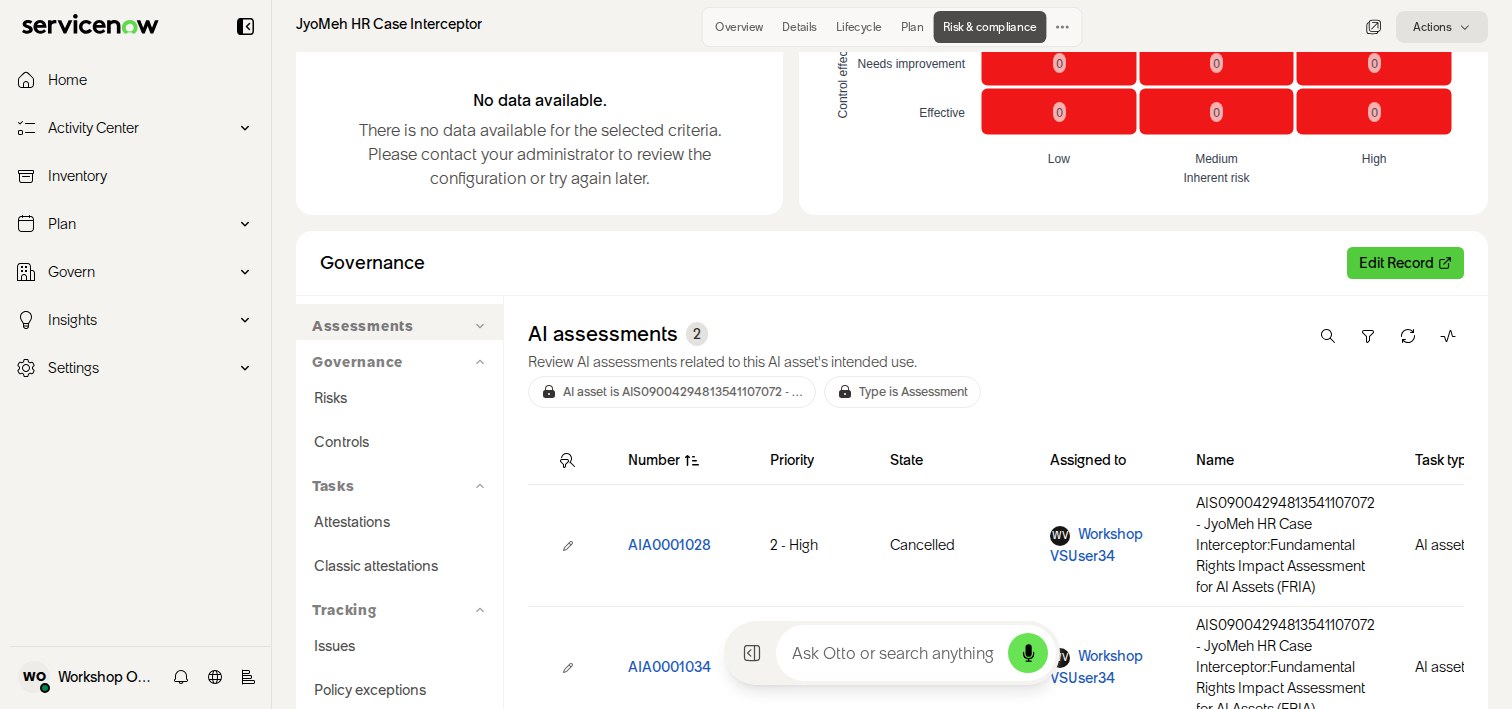 servicenow
JyoMeh HR Case Interceptor
Overview
Details
Lifecycle
Plan
Risk & compliance
Actions
Home
Activity Center
Inventory
Plan
Govern
Insights
Settings
No data available.
There is no data available for the selected criteria.
Please contact your administrator to review the
configuration or try again later.
Needs improvement
0
0
0
Effective
0
0
0
Low
Medium
High
Inherent risk
Governance
Edit Record
Assessments
Governance
Risks
Controls
Tasks
Attestations
Classic attestations
Tracking
Issues
Policy exceptions
AI assessments 2
Review AI assessments related to this AI asset's intended use.
AI asset is AIS09004294813541107072 - ...
Type is Assessment
Number
Priority
State
Assigned to
Name
AIA0001028
2 - High
Cancelled
WV Workshop
VSUser34
AIS09004294813541107072
- JyoMeh HR Case
Interceptor:Fundamental
Rights Impact Assessment
for AI Assets (FRIA)
AI asset
AIA0001034
Workshop
VSUser34
AIS09004294813541107072
- JyoMeh HR Case
Interceptor:Fundamental
Rights Impact Assessment
for AI Assets (FRIA)
AI asset
Ask Otto or search anything
WO Workshop O...